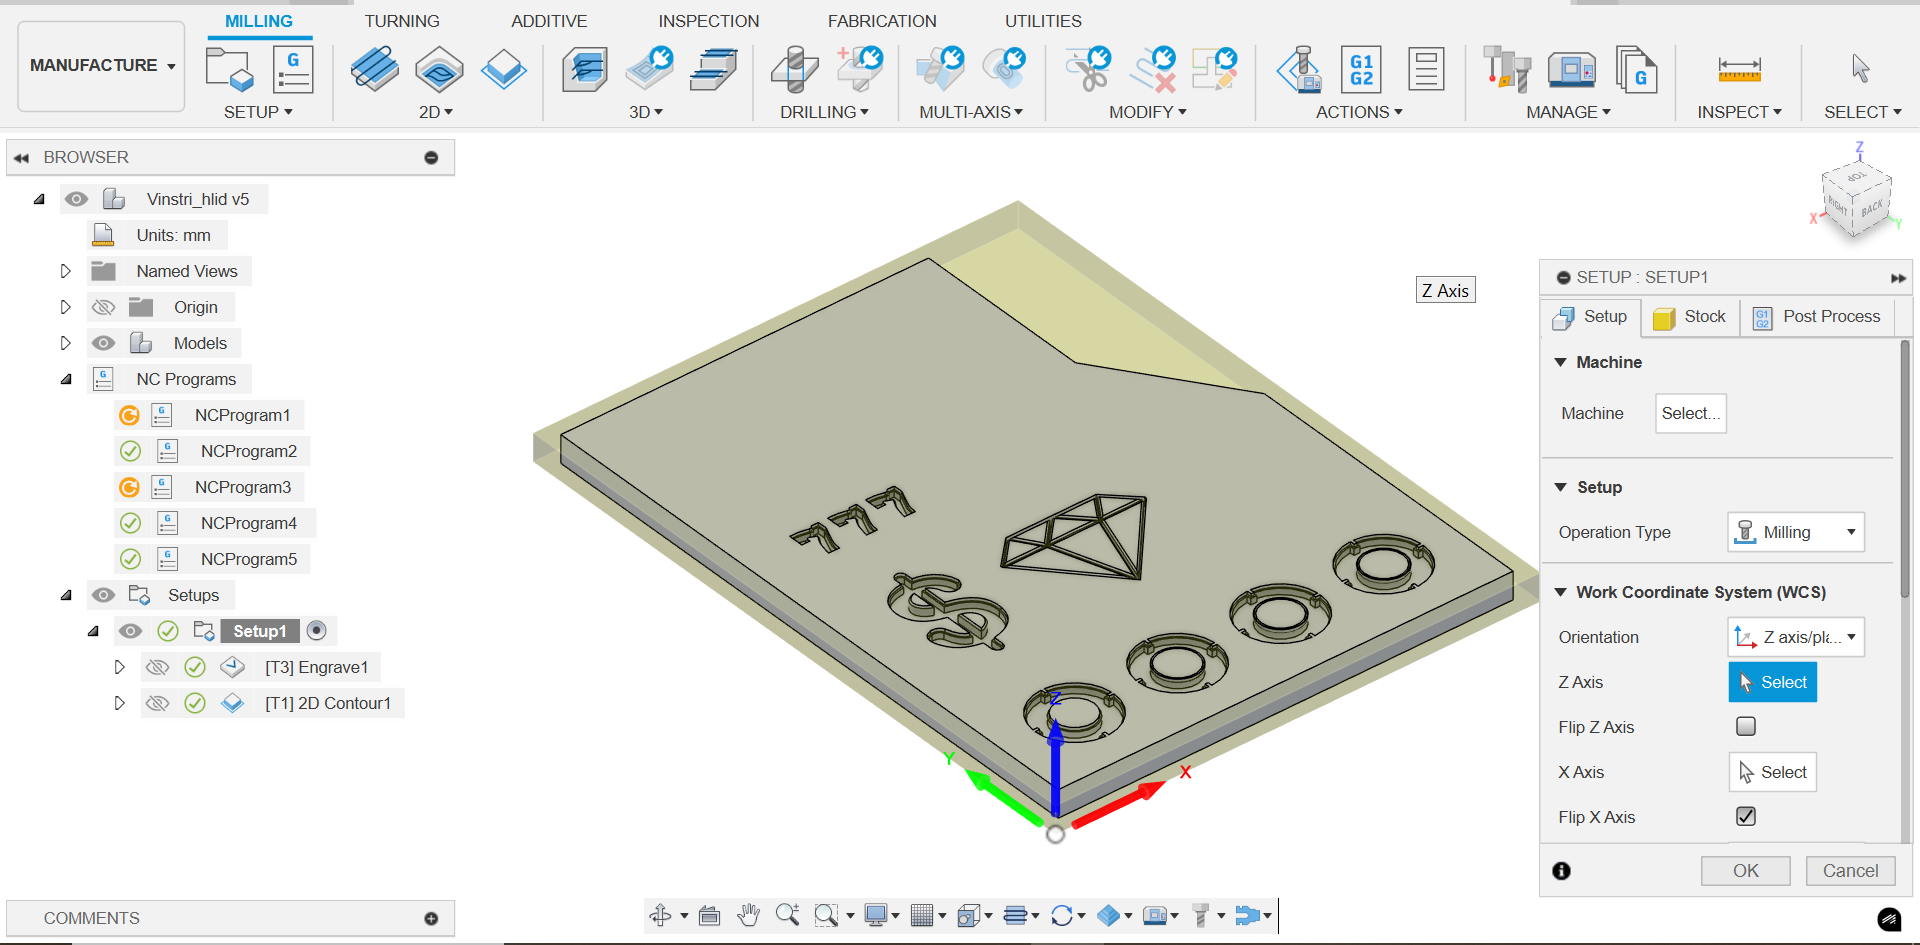 MILLING TURNING ADDITIVE INSPECTION FABRICATION UTILITIES
MANUFACTURE
G
G1
G2
G
SETUP 2D 3D DRILLING MULTI-AXIS MODIFY ACTIONS MANAGE INSPECT SELECT
BROWSER
Vinstri_hlid v5
Units: mm
Named Views
Origin
Models
NC Programs
NCProgram1
NCProgram2
NCProgram3
NCProgram4
NCProgram5
Setups
Setup1
[T3] Engrave1
[T1] 2D Contour1
COMMENTS
Z Axis
777
$
Z
Y
X
Z
TOP
RIGHT
BACK
X
Y
SETUP : SETUP1
Setup Stock G1 G2 Post Process
Machine
Machine Select...
Setup
Operation Type Milling
Work Coordinate System (WCS)
Orientation Z axis/pla...
Z Axis Select
Flip Z Axis
X Axis Select
Flip X Axis
OK Cancel